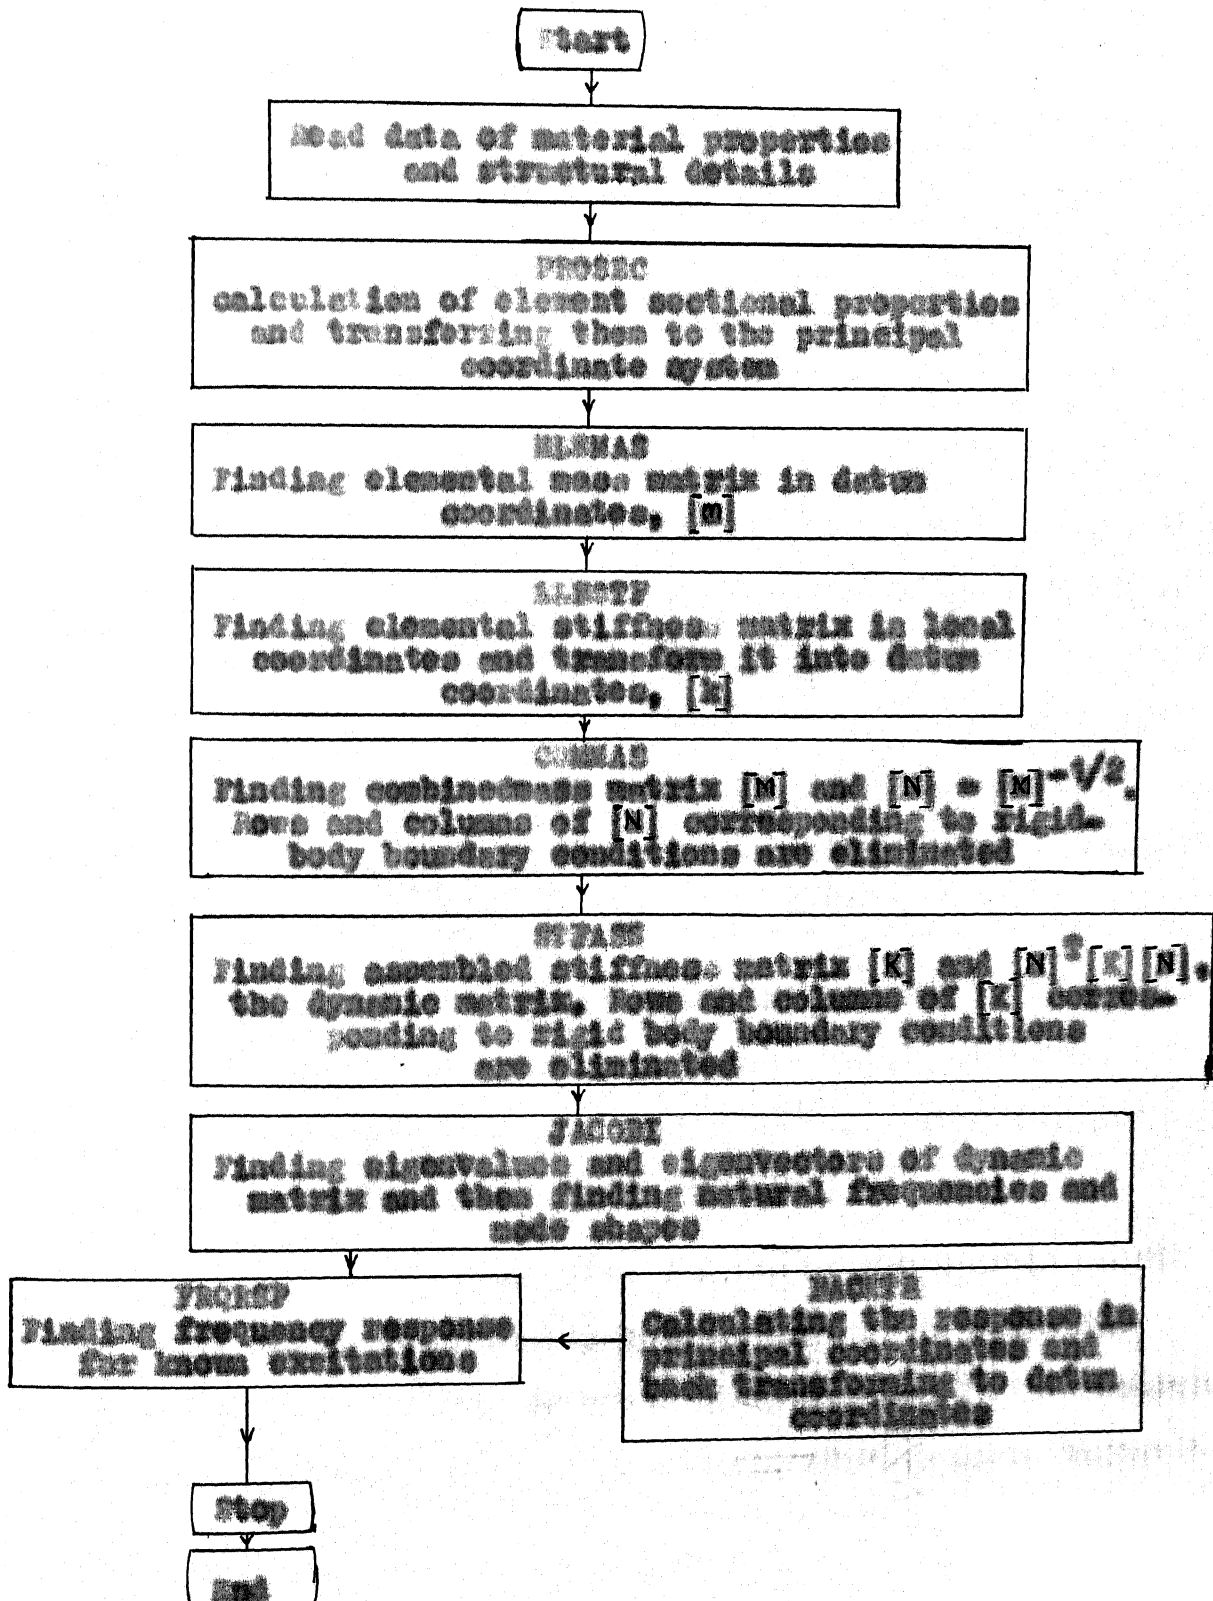 Start
Read data of material properties
and structural details
PROSEC
calculation of element sectional properties
and transferring them to the principal
coordinate system
ELEMAS
Finding elemental mass matrix in datum
coordinates, [m]
ALESTF
Finding elemental stiffness matrix in local
coordinates and transform it into datum
coordinates, [k]
COMMAS
Finding combinedmass matrix [M] and [N] = [M]-1/2.
Rows and columns of [N] corresponding to rigid-
body boundary conditions are eliminated
STFASS
Finding assembled stiffness matrix [K] and [N]T[K][N].
the dynamic matrix. Rows and columns of [K] corres-
ponding to rigid body boundary conditions
are eliminated
JACOBI
Finding eigenvalues and eigenvectors of dynamic
matrix and then finding natural frequencies and
mode shapes
FRQRSP
Finding frequency response
for known excitations
Calculating the response in
principal coordinates and
back transforming to datum
coordinates
Stop
End